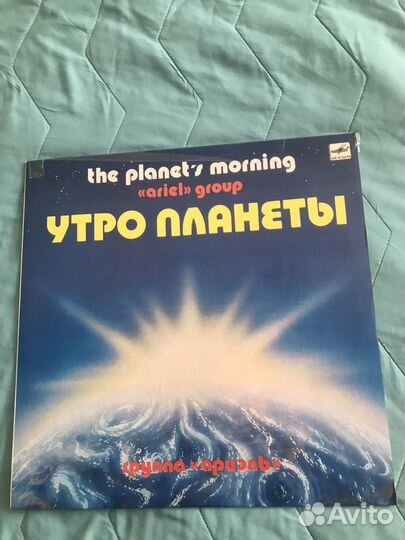 the planet's morning
«ariel» group
УТРО ПЛАНЕТЫ
группа «ариэль»
Avito